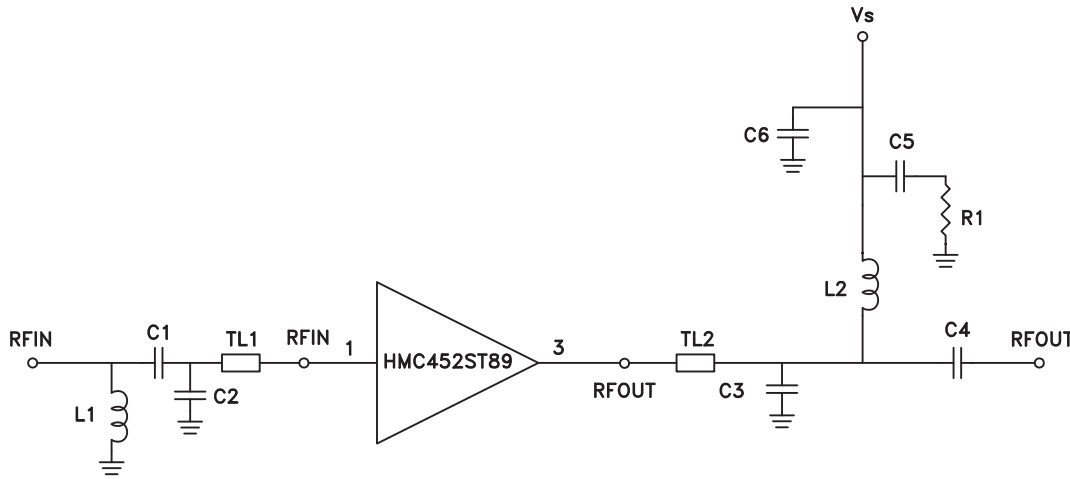 Vs
C6
C5
R1
L2
RFIN
C1
TL1
RFIN
1
HMC452ST89
3
RFOUT
TL2
C3
C4
RFOUT
L1
C2